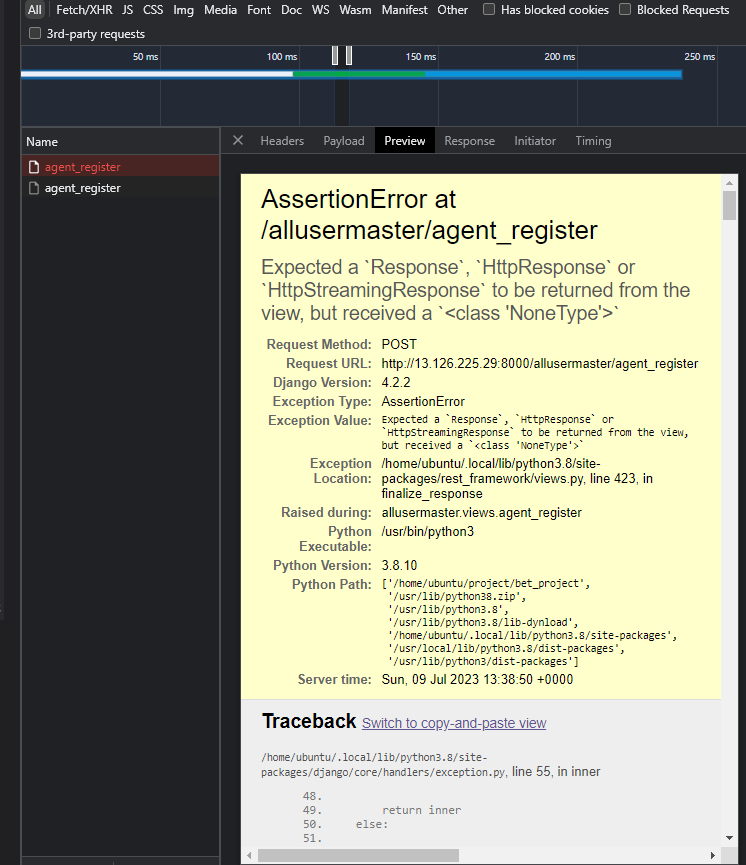 All Fetch/XHR JS CSS Img Media Font Doc WS Wasm Manifest Other Has blocked cookies Blocked Requests
3rd-party requests
50 ms 100 ms 150 ms 200 ms 250 ms
Name
agent_register
agent_register
Headers Payload Preview Response Initiator Timing
AssertionError at
/allusermaster/agent_register
Expected a `Response`, `HttpResponse` or
`HttpStreamingResponse` to be returned from the
view, but received a `<class 'NoneType'>`
Request Method: POST
Request URL: http://13.126.225.29:8000/allusermaster/agent_register
Django Version: 4.2.2
Exception Type: AssertionError
Exception Value: Expected a `Response`, `HttpResponse` or
`HttpStreamingResponse` to be returned from the view,
but received a `<class 'NoneType'>`
Exception /home/ubuntu/.local/lib/python3.8/site-
Location: packages/rest_framework/views.py, line 423, in
finalize_response
Raised during: allusermaster.views.agent_register
Python /usr/bin/python3
Executable:
Python Version: 3.8.10
Python Path: ['/home/ubuntu/project/bet_project',
'/usr/lib/python38.zip',
'/usr/lib/python3.8',
'/usr/lib/python3.8/lib-dynload',
'/home/ubuntu/.local/lib/python3.8/site-packages',
'/usr/local/lib/python3.8/dist-packages',
'/usr/lib/python3/dist-packages']
Server time: Sun, 09 Jul 2023 13:38:50 +0000
Traceback Switch to copy-and-paste view
/home/ubuntu/.local/lib/python3.8/site-
packages/django/core/handlers/exception.py, line 55, in inner
48.
49. return inner
50. else:
51.